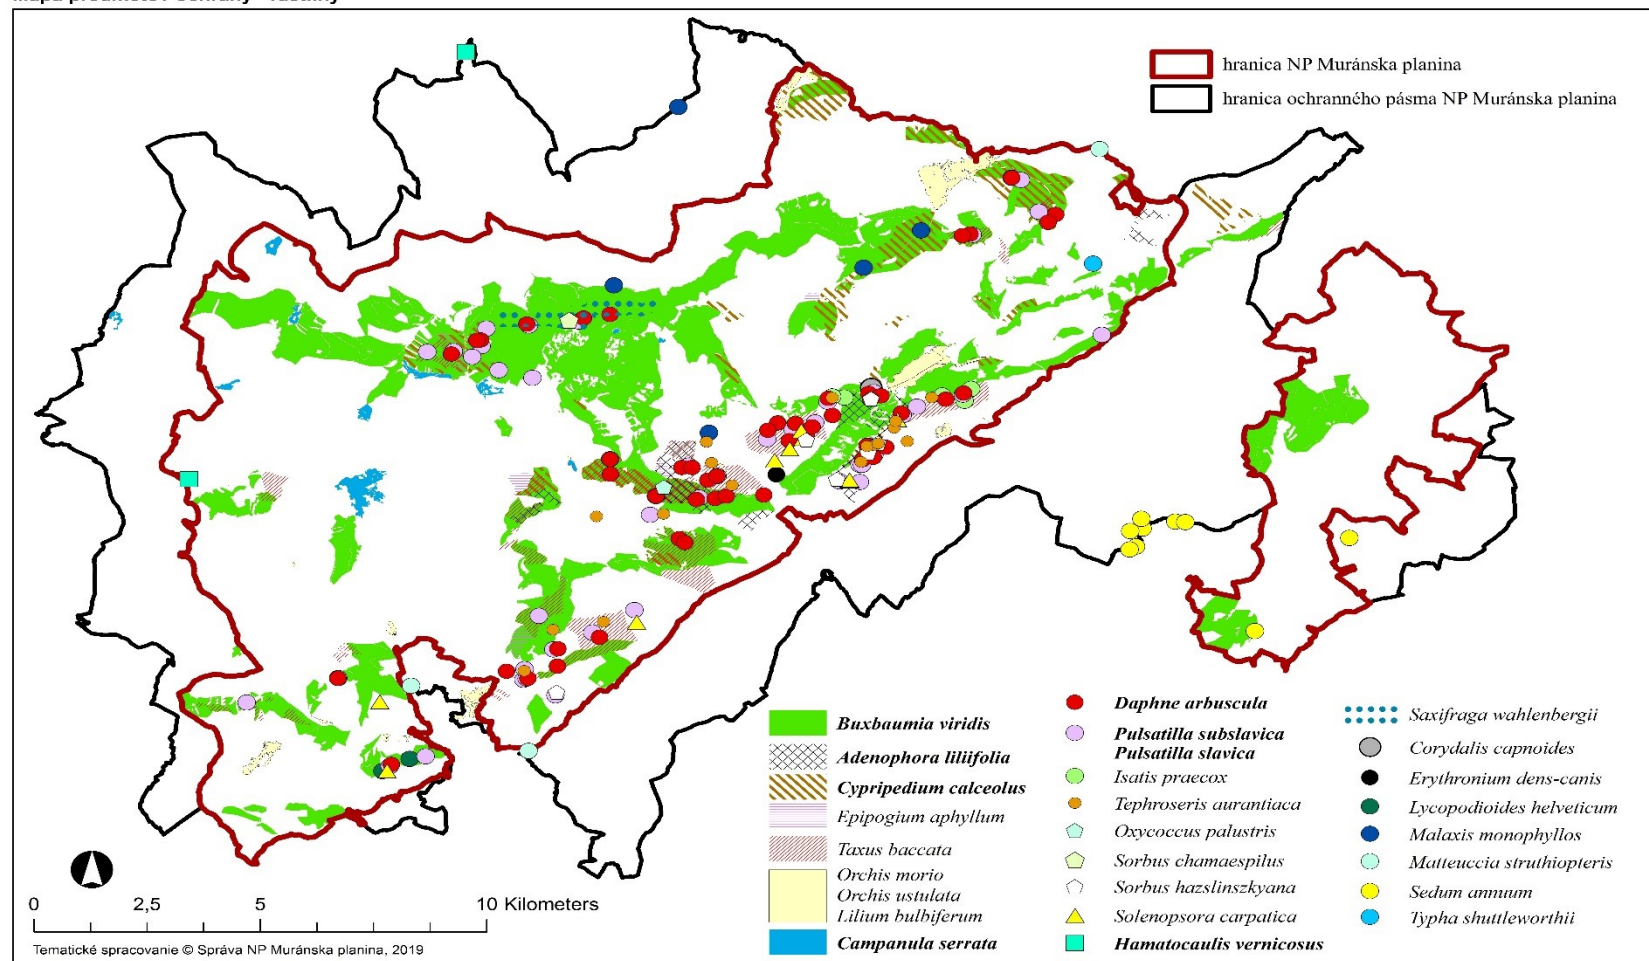 hranica NP Muránska planina
hranica ochranného pásma NP Muránska planina
Buxbaumia viridis
Adenophora liliifolia
Cypripedium calceolus
Epipogium aphyllum
Taxus baccata
Orchis morio
Orchis ustulata
Lilium bulbiferum
Campanula serrata
Daphne arbuscula
Pulsatilla subslavica
Pulsatilla slavica
Isatis praecox
Tephroseris aurantiaca
Oxycoccus palustris
Sorbus chamaespilus
Sorbus hazslinszkyana
Solenopsora carpatica
Hamatocaulis vernicosus
Saxifraga wahlenbergii
Corydalis capnoides
Erythronium dens-canis
Lycopodioides helveticum
Malaxis monophyllos
Matteuccia struthiopteris
Sedum annuum
Typha shuttleworthii
0 2,5 5 10 Kilometers
Tematické spracovanie © Správa NP Muránska planina, 2019